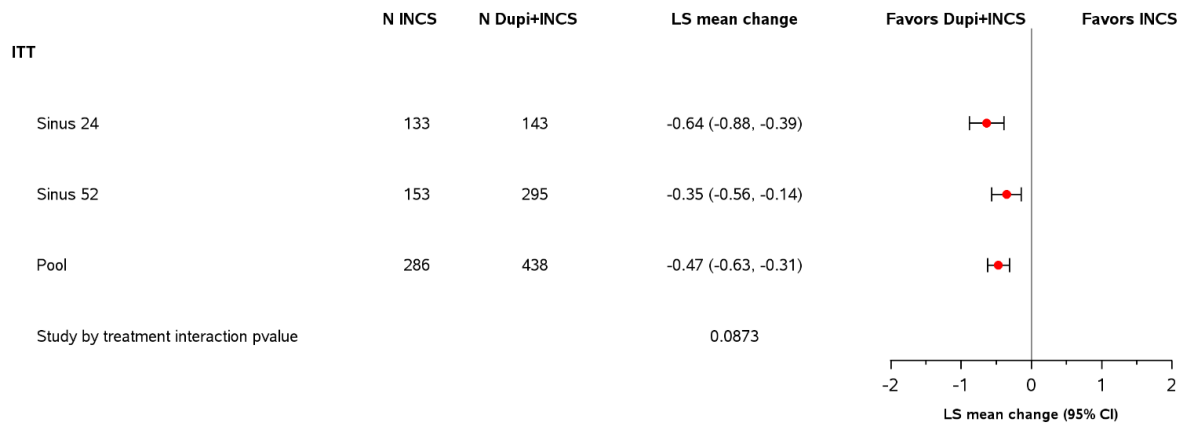 N INCS N Dupi+INCS LS mean change Favors Dupi+INCS Favors INCS
ITT
Sinus 24 133 143 -0.64 (-0.88, -0.39)
Sinus 52 153 295 -0.35 (-0.56, -0.14)
Pool 286 438 -0.47 (-0.63, -0.31)
Study by treatment interaction pvalue 0.0873
-2 -1 0 1 2
LS mean change (95% CI)